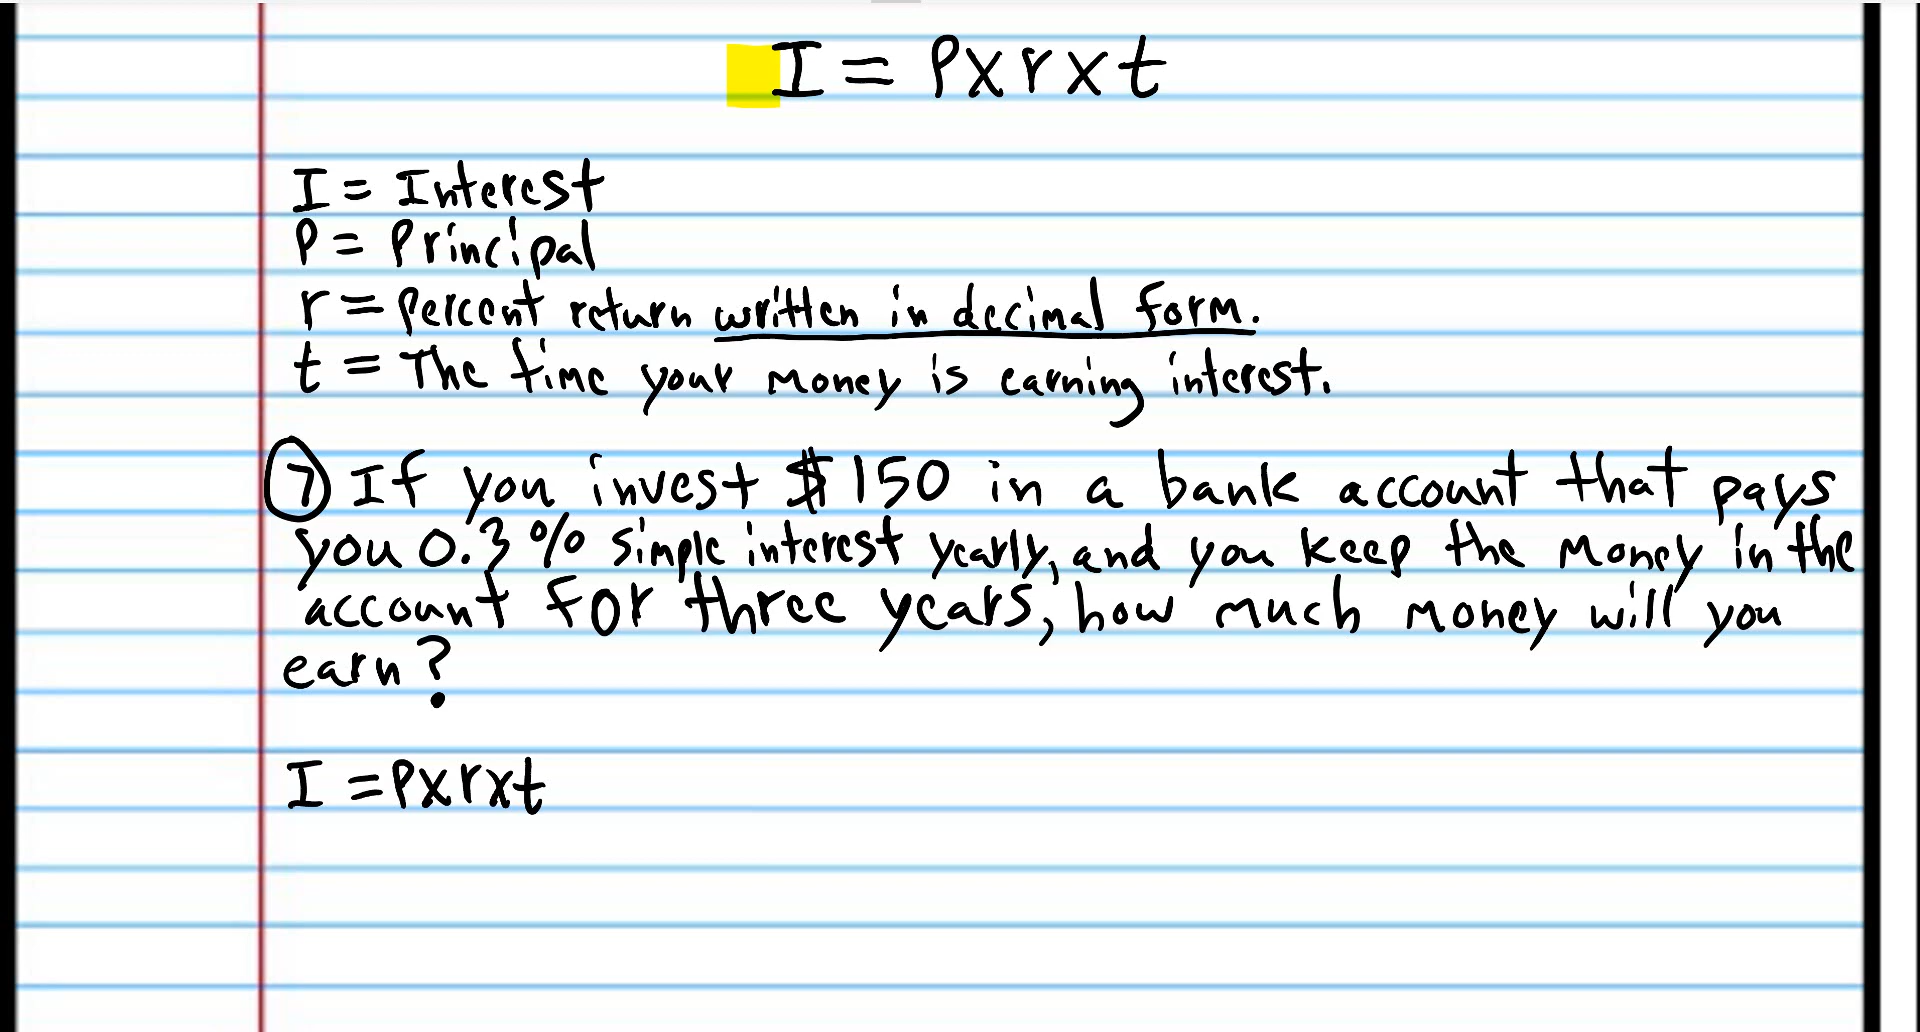 I = P x r x t
I = Interest
P = Principal
r = Percent return written in decimal form.
t = The time your money is earning interest.
7 If you invest $150 in a bank account that pays
you 0.3% simple interest yearly, and you keep the money in the
account for three years, how much money will you
earn?
I = P x r x t